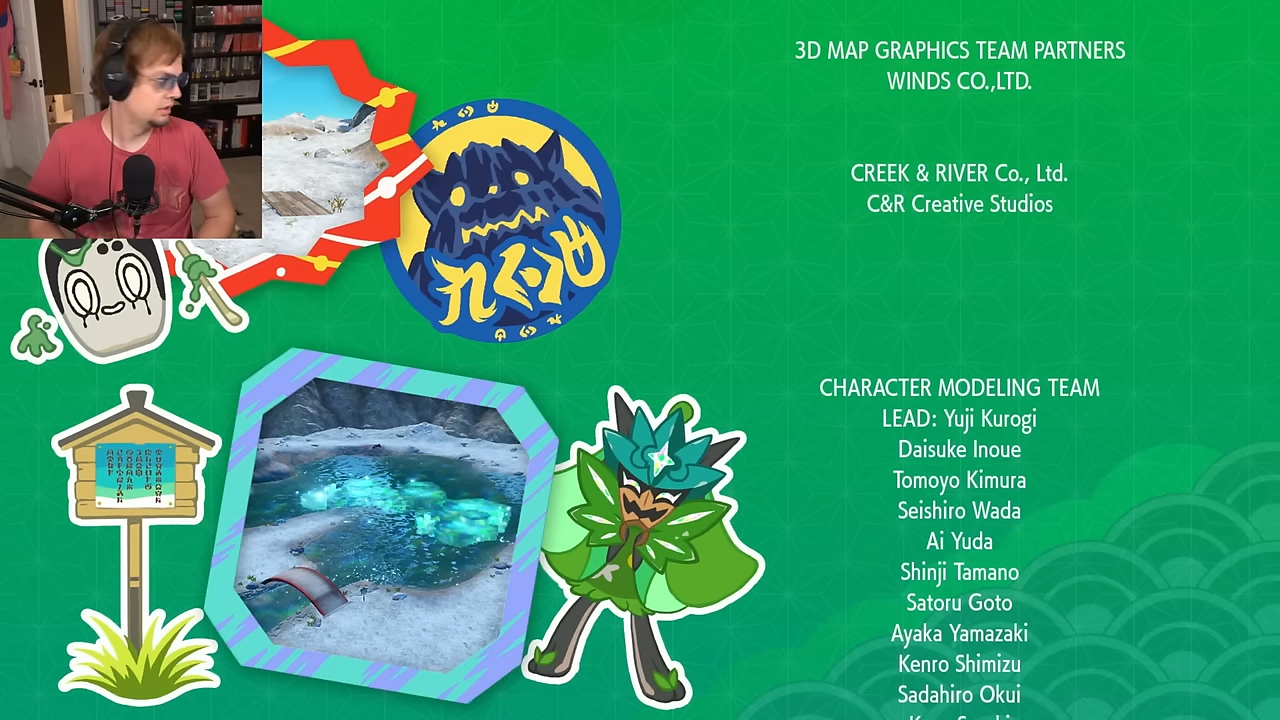 3D MAP GRAPHICS TEAM PARTNERS
WINDS CO.,LTD.
CREEK & RIVER Co., Ltd.
C&R Creative Studios
CHARACTER MODELING TEAM
LEAD: Yuji Kurogi
Daisuke Inoue
Tomoyo Kimura
Seishiro Wada
Ai Yuda
Shinji Tamano
Satoru Goto
Ayaka Yamazaki
Kenro Shimizu
Sadahiro Okui